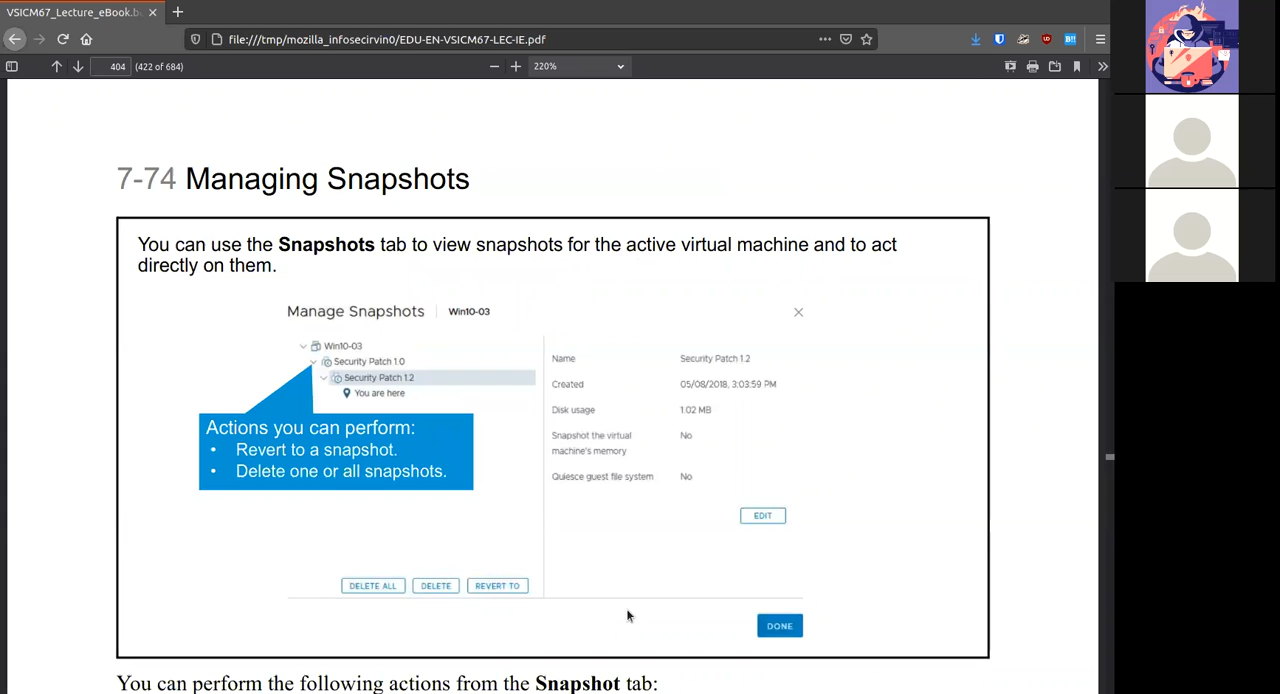 VSICM67_Lecture_eBook.b
file:///tmp/mozilla_infosecirvin0/EDU-EN-VSICM67-LEC-IE.pdf
404 (422 of 684)
220%
7-74 Managing Snapshots
You can use the Snapshots tab to view snapshots for the active virtual machine and to act
directly on them.
Manage Snapshots Win10-03
Win10-03
Security Patch 1.0
Security Patch 1.2
You are here
Actions you can perform:
• Revert to a snapshot.
• Delete one or all snapshots.
DELETE ALL DELETE REVERT TO
Name Security Patch 1.2
Created 05/08/2018, 3:03:59 PM
Disk usage 1.02 MB
Snapshot the virtual No
machine's memory
Quiesce guest file system No
EDIT
DONE
You can perform the following actions from the Snapshot tab: